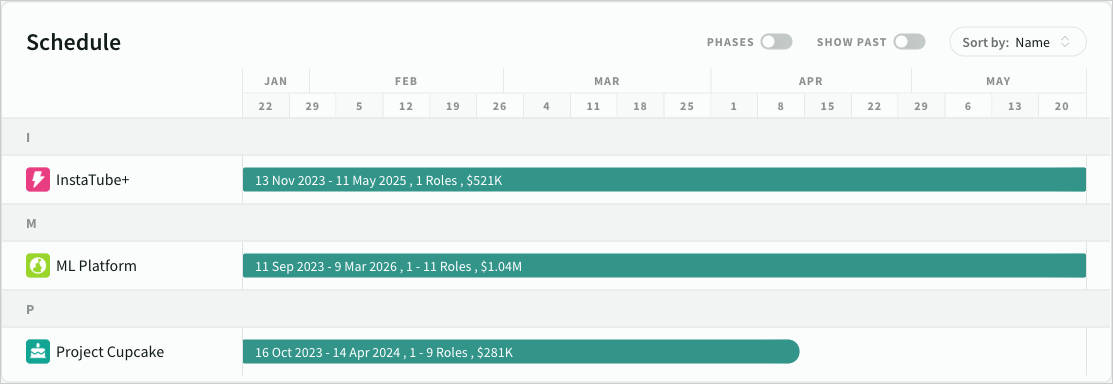 Schedule
PHASES SHOW PAST Sort by: Name
JAN FEB MAR APR MAY
22 29 5 12 19 26 4 11 18 25 1 8 15 22 29 6 13 20
I
InstaTube+ 13 Nov 2023 - 11 May 2025 , 1 Roles , $521K
M
ML Platform 11 Sep 2023 - 9 Mar 2026 , 1 - 11 Roles , $1.04M
P
Project Cupcake 16 Oct 2023 - 14 Apr 2024 , 1 - 9 Roles , $281K